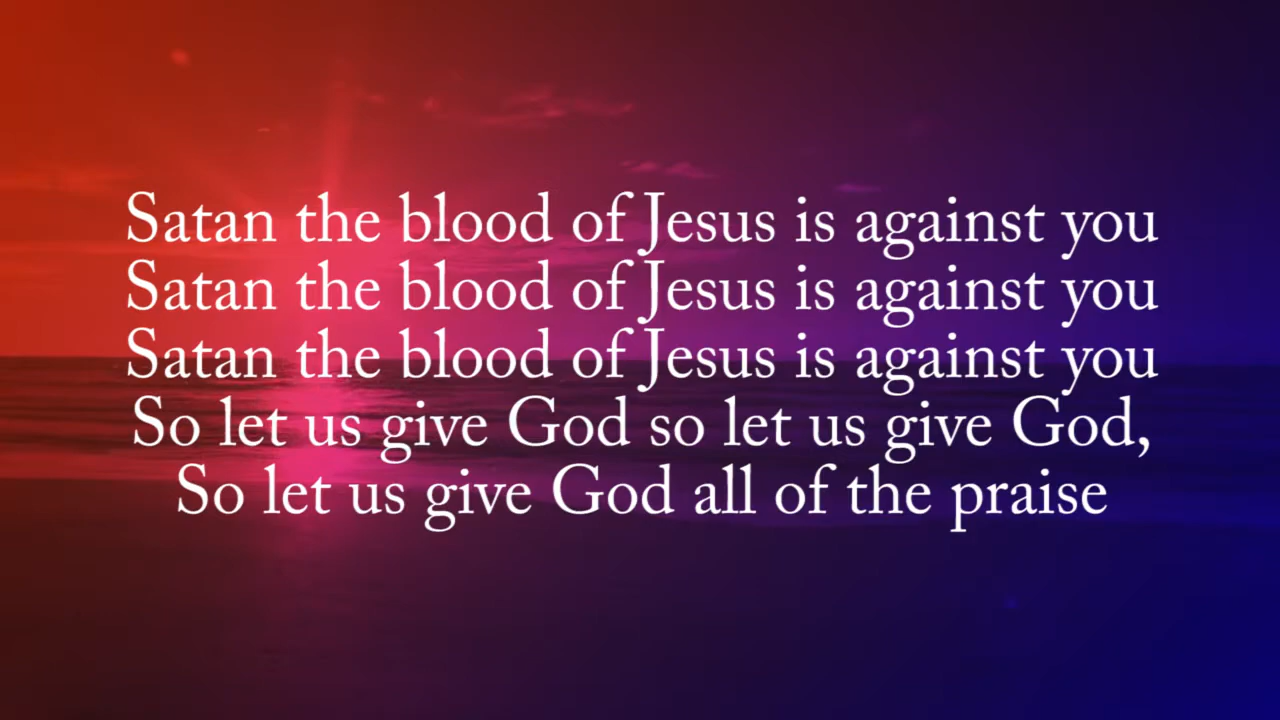 Satan the blood of Jesus is against you
Satan the blood of Jesus is against you
Satan the blood of Jesus is against you
So let us give God so let us give God,
So let us give God all of the praise